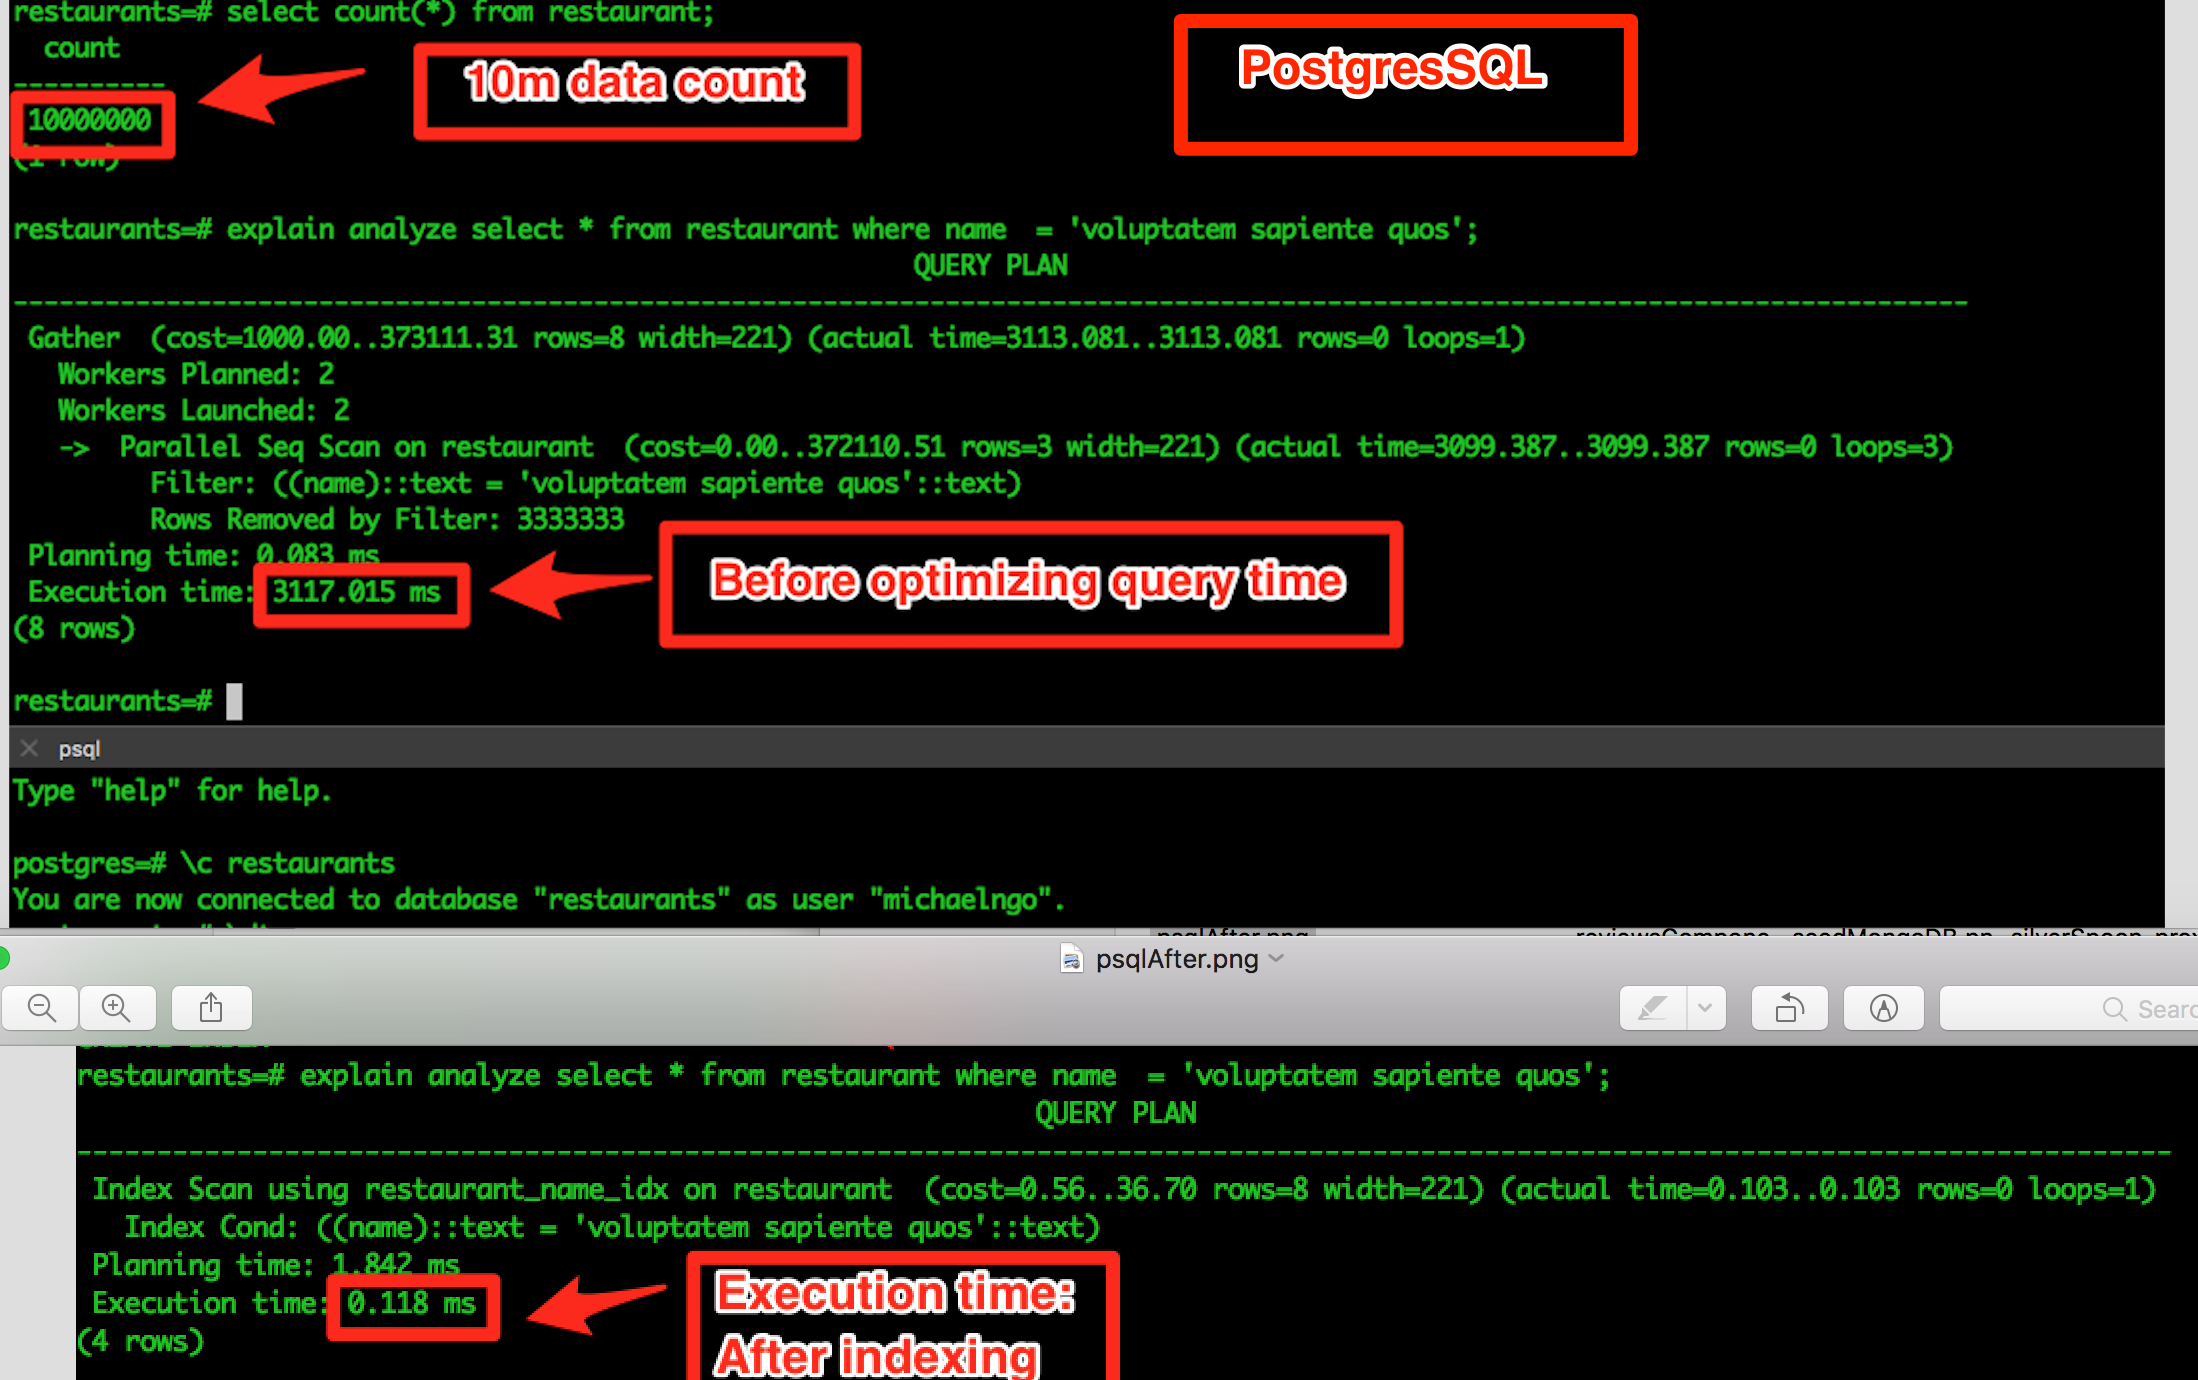 restaurants=# select count(*) from restaurant;
count
----------
10000000
(1 row)
10m data count
PostgresSQL
restaurants=# explain analyze select * from restaurant where name  = 'voluptatem sapiente quos';
QUERY PLAN
--------------------------------------------------------------------------------------------------------------------------------
Gather  (cost=1000.00..373111.31 rows=8 width=221) (actual time=3113.081..3113.081 rows=0 loops=1)
Workers Planned: 2
Workers Launched: 2
->  Parallel Seq Scan on restaurant  (cost=0.00..372110.51 rows=3 width=221) (actual time=3099.387..3099.387 rows=0 loops=3)
Filter: ((name)::text = 'voluptatem sapiente quos'::text)
Rows Removed by Filter: 3333333
Planning time: 0.083 ms
Execution time: 3117.015 ms
(8 rows)
Before optimizing query time
restaurants=#
psql
Type "help" for help.
postgres=# \c restaurants
You are now connected to database "restaurants" as user "michaelngo".
psqlAfter.png
psqlAfter.png
Searc
restaurants=# explain analyze select * from restaurant where name  = 'voluptatem sapiente quos';
QUERY PLAN
-----------------------------------------------------------------------------------------------------------------------------------
Index Scan using restaurant_name_idx on restaurant  (cost=0.56..36.70 rows=8 width=221) (actual time=0.103..0.103 rows=0 loops=1)
Index Cond: ((name)::text = 'voluptatem sapiente quos'::text)
Planning time: 1.842 ms
Execution time: 0.118 ms
(4 rows)
Execution time:
After indexing